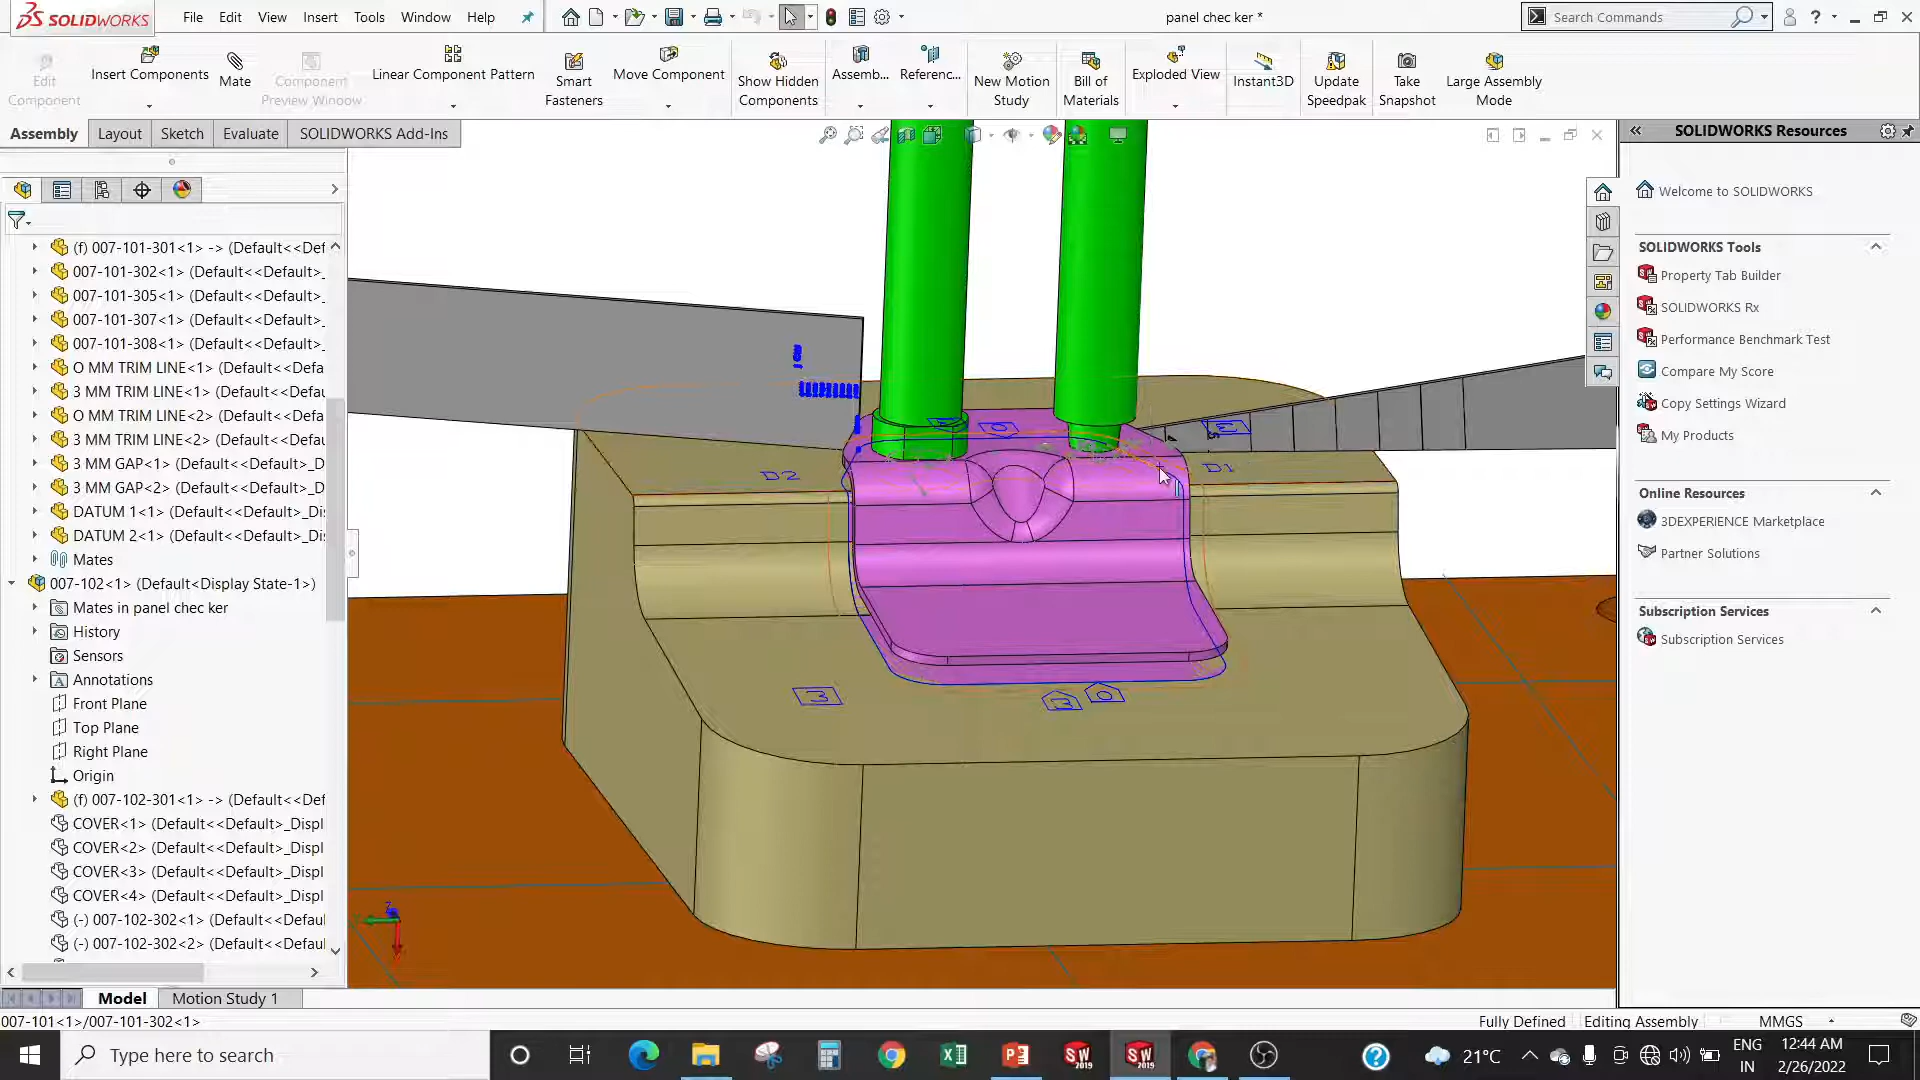 SOLIDWORKS
File Edit View Insert Tools Window Help
panel chec ker *
Search Commands
Edit Component
Insert Components
Mate
Component Preview Window
Linear Component Pattern
Smart Fasteners
Move Component
Show Hidden Components
Assemb...
Referenc...
New Motion Study
Bill of Materials
Exploded View
Instant3D
Update Speedpak
Take Snapshot
Large Assembly Mode
Assembly Layout Sketch Evaluate SOLIDWORKS Add-Ins
(f) 007-101-301<1> -> (Default<<Def
007-101-302<1> (Default<<Default>_
007-101-305<1> (Default<<Default>_
007-101-307<1> (Default<<Default>_
007-101-308<1> (Default<<Default>_
O MM TRIM LINE<1> (Default<<Defa
3 MM TRIM LINE<1> (Default<<Defau
O MM TRIM LINE<2> (Default<<Defa
3 MM TRIM LINE<2> (Default<<Defau
3 MM GAP<1> (Default<<Default>_D
3 MM GAP<2> (Default<<Default>_D
DATUM 1<1> (Default<<Default>_Dis
DATUM 2<1> (Default<<Default>_Dis
Mates
007-102<1> (Default<Display State-1>)
Mates in panel chec ker
History
Sensors
Annotations
Front Plane
Top Plane
Right Plane
Origin
(f) 007-102-301<1> -> (Default<<Def
COVER<1> (Default<<Default>_Displ
COVER<2> (Default<<Default>_Displ
COVER<3> (Default<<Default>_Displ
COVER<4> (Default<<Default>_Displ
(-) 007-102-302<1> (Default<<Defaul
(-) 007-102-302<2> (Default<<Defaul
D2
D1
O
3
3
3
O
SOLIDWORKS Resources
Welcome to SOLIDWORKS
SOLIDWORKS Tools
Property Tab Builder
SOLIDWORKS Rx
Performance Benchmark Test
Compare My Score
Copy Settings Wizard
My Products
Online Resources
3DEXPERIENCE Marketplace
Partner Solutions
Subscription Services
Subscription Services
Model Motion Study 1
007-101<1>/007-101-302<1>
Fully Defined Editing Assembly MMGS
Type here to search
SW 2019
SW 2019
21°C
ENG
IN
12:44 AM
2/26/2022